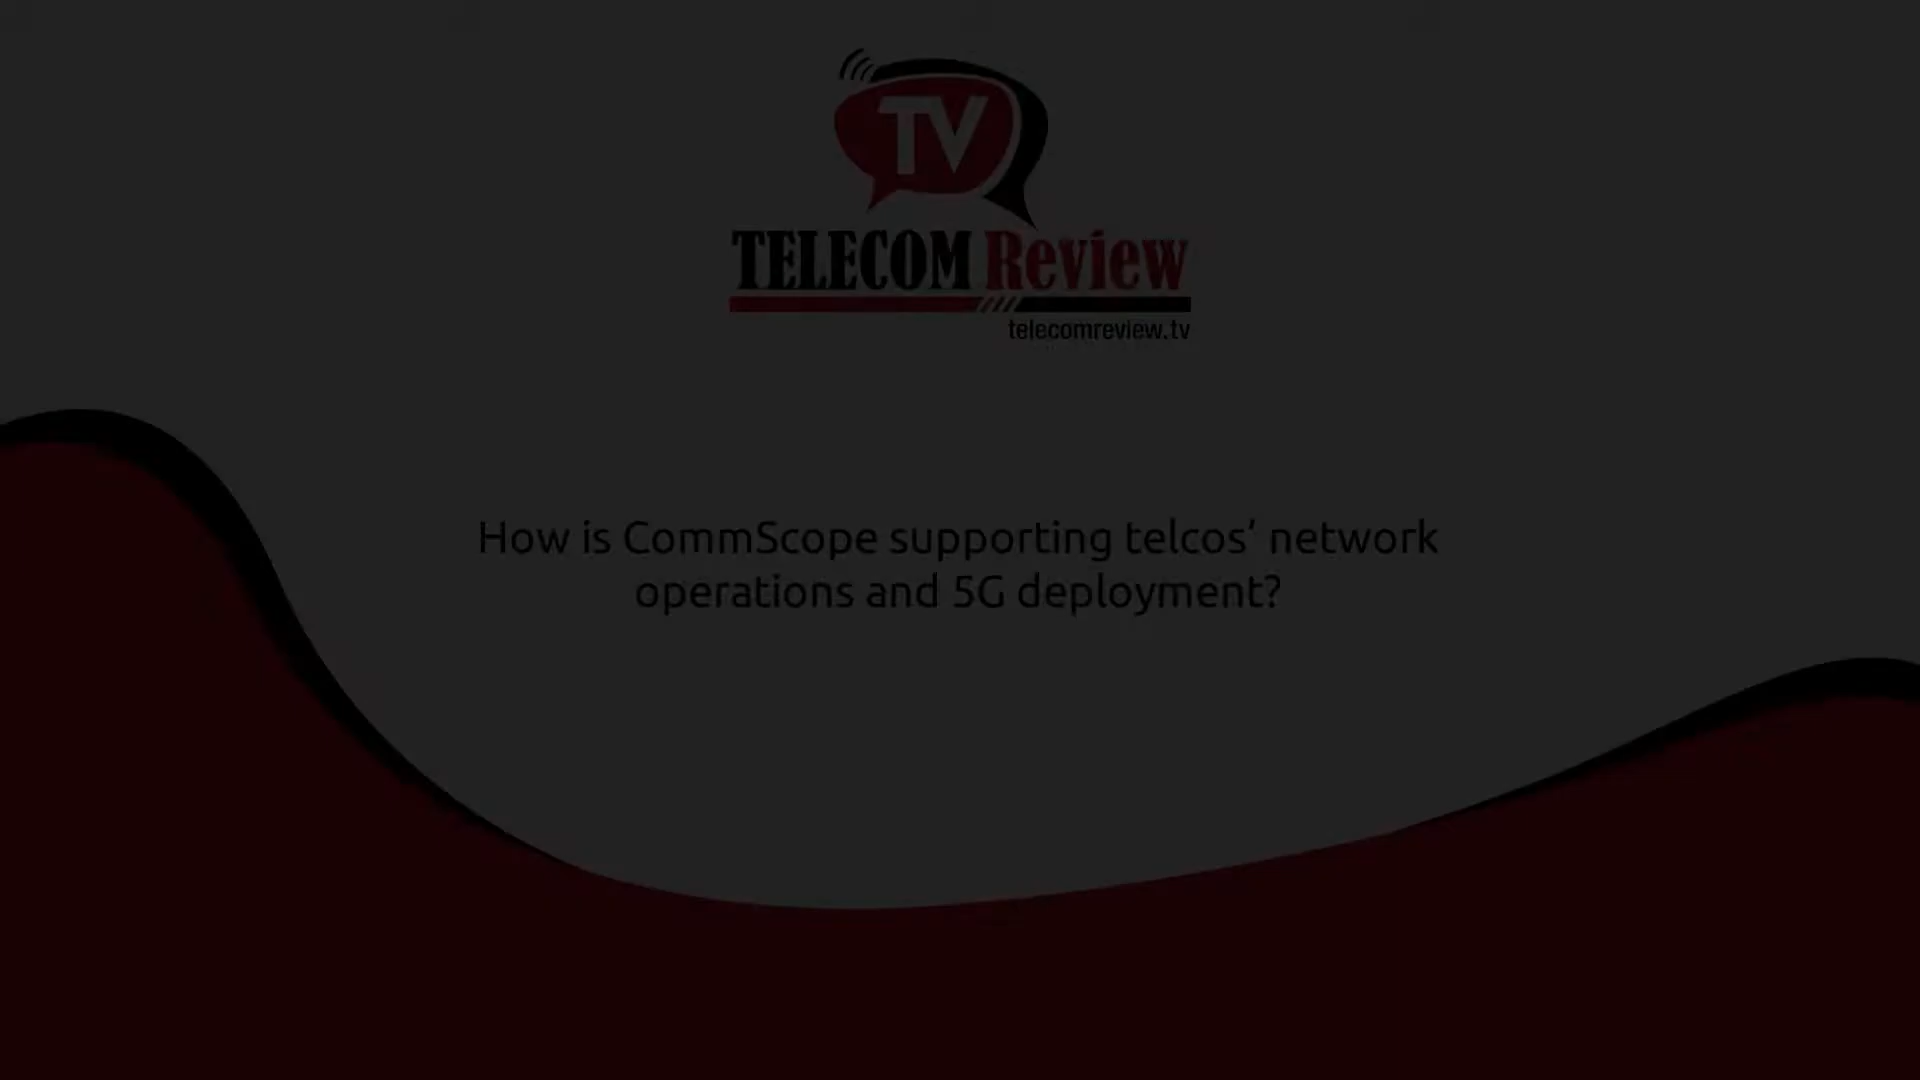 TV
TELECOM Review
telecomreview.tv
How is CommScope supporting telcos’ network
operations and 5G deployment?